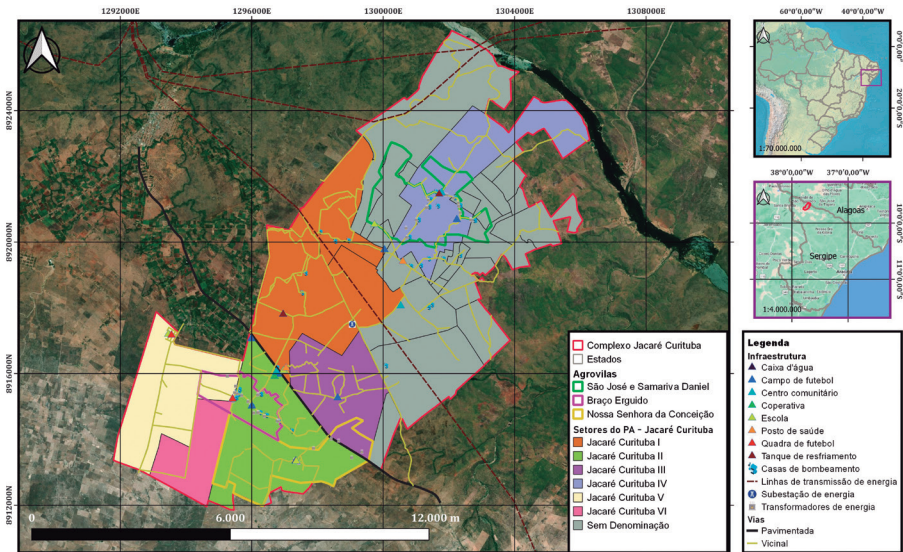 1292000E
1296000E
1300000E
1304000E
1308000E
8924000N
8920000N
8916000N
8912000N
0
6.000
12.000 m
Complexo Jacaré Curituba
Estados
Agrovilas
São José e Samariva Daniel
Braço Erguido
Nossa Senhora da Conceição
Setores do PA - Jacaré Curituba
Jacaré Curituba I
Jacaré Curituba II
Jacaré Curituba III
Jacaré Curituba IV
Jacaré Curituba V
Jacaré Curituba VI
Sem Denominação
60°0'0,00"W
40°0'0,00"W
0°0'0,00"
20°0'0,00"S
1:70.000.000
38°0'0,00"W
37°0'0,00"W
10°0'0,00"S
11°0'0,00"S
Alagoas
Sergipe
1:4.000.000
Legenda
Infraestrutura
Caixa d'água
Campo de futebol
Centro comunitário
Coperativa
Escola
Posto de saúde
Quadra de futebol
Tanque de resfriamento
Casas de bombeamento
Linhas de transmissão de energia
Subestação de energia
Transformadores de energia
Vias
Pavimentada
Vicinal